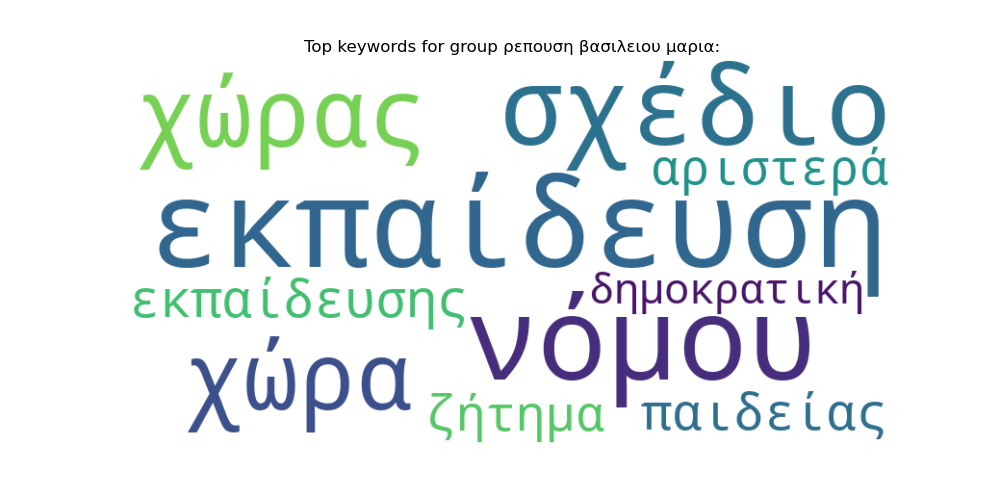 Top keywords for group ρεπουση βασιλειου μαρια:
χώρας σχέδιο
αριστερά
εκπαίδευση
εκπαίδευσης δημοκρατική
χώρα νόμου
ζήτημα παιδείας